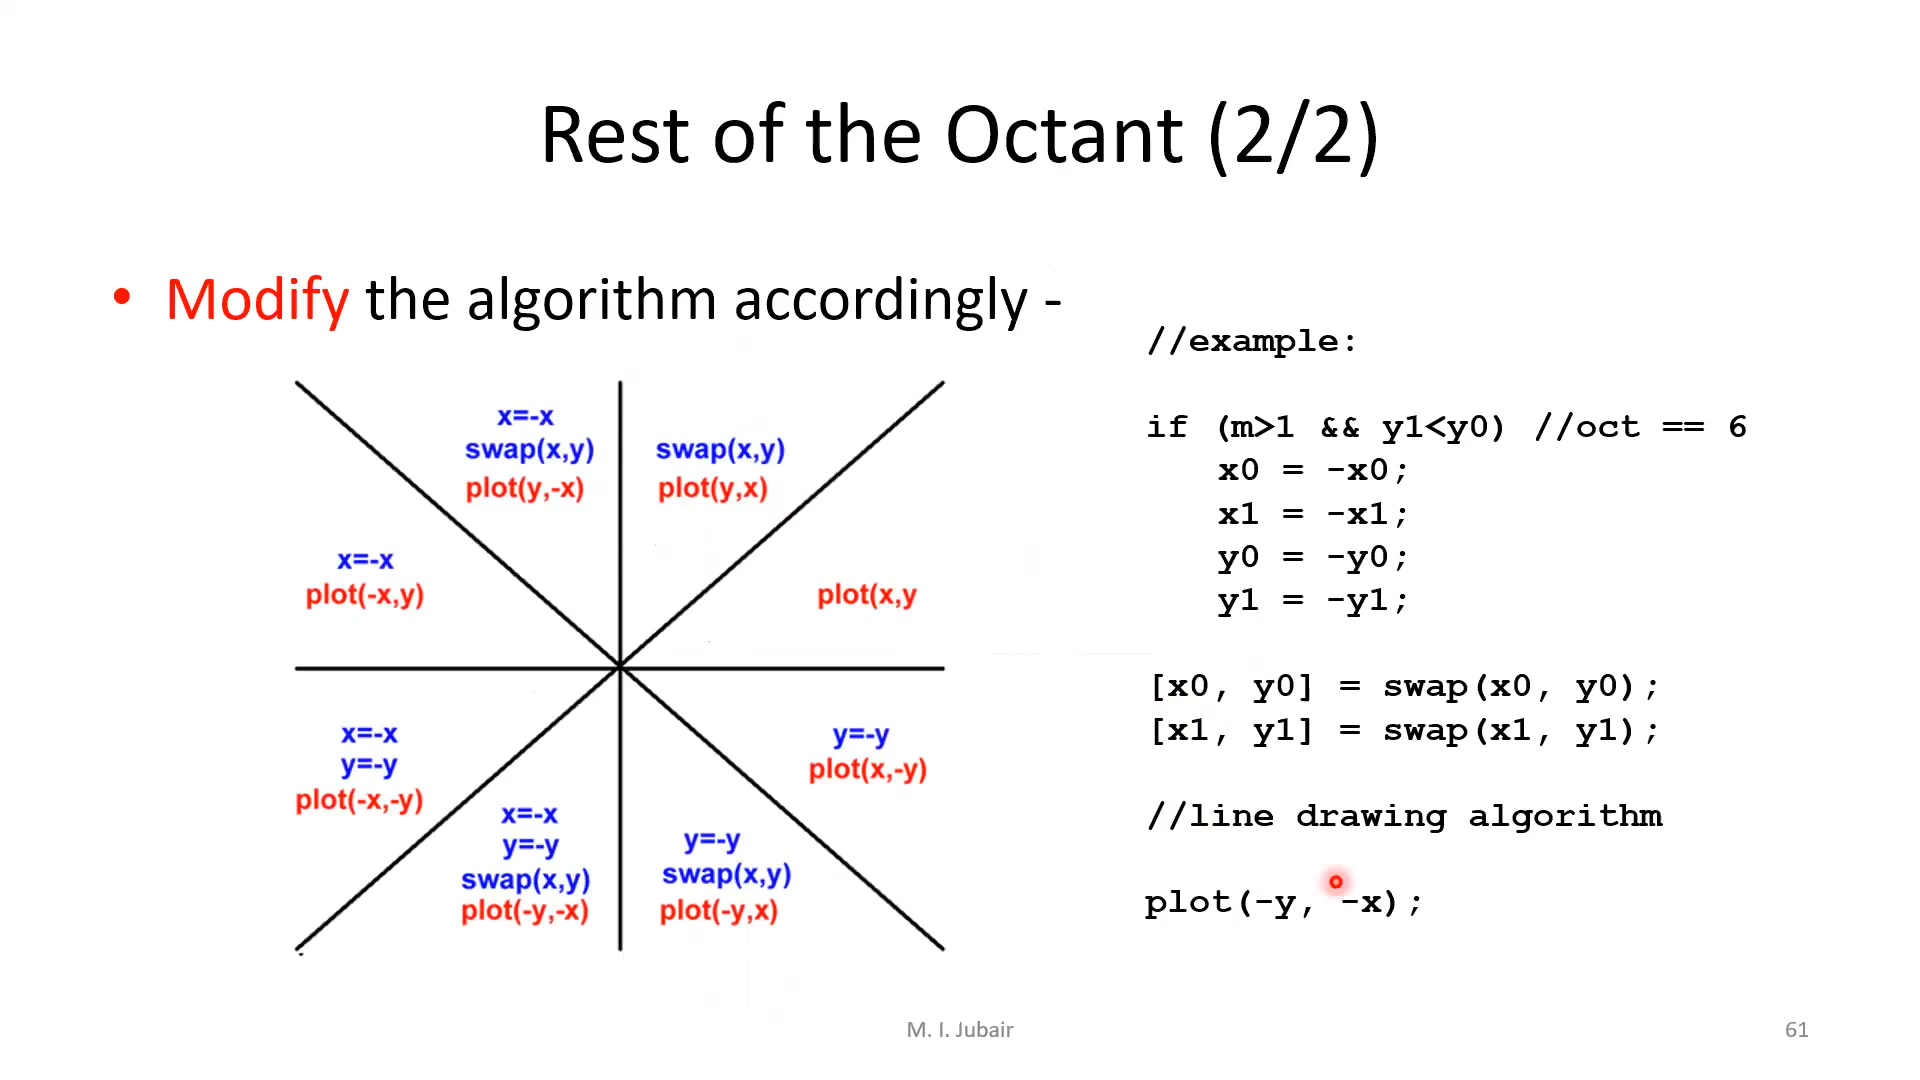 Rest of the Octant (2/2)
• Modify the algorithm accordingly -
x=-x
swap(x,y)
plot(y,-x)
swap(x,y)
plot(y,x)
x=-x
plot(-x,y)
plot(x,y
x=-x
y=-y
plot(-x,-y)
x=-x
y=-y
swap(x,y)
plot(-y,-x)
y=-y
swap(x,y)
plot(-y,x)
y=-y
plot(x,-y)
//example:
if (m>1 && y1<y0) //oct == 6
x0 = -x0;
x1 = -x1;
y0 = -y0;
y1 = -y1;
[x0, y0] = swap(x0, y0);
[x1, y1] = swap(x1, y1);
//line drawing algorithm
plot(-y, -x);
M. I. Jubair
61